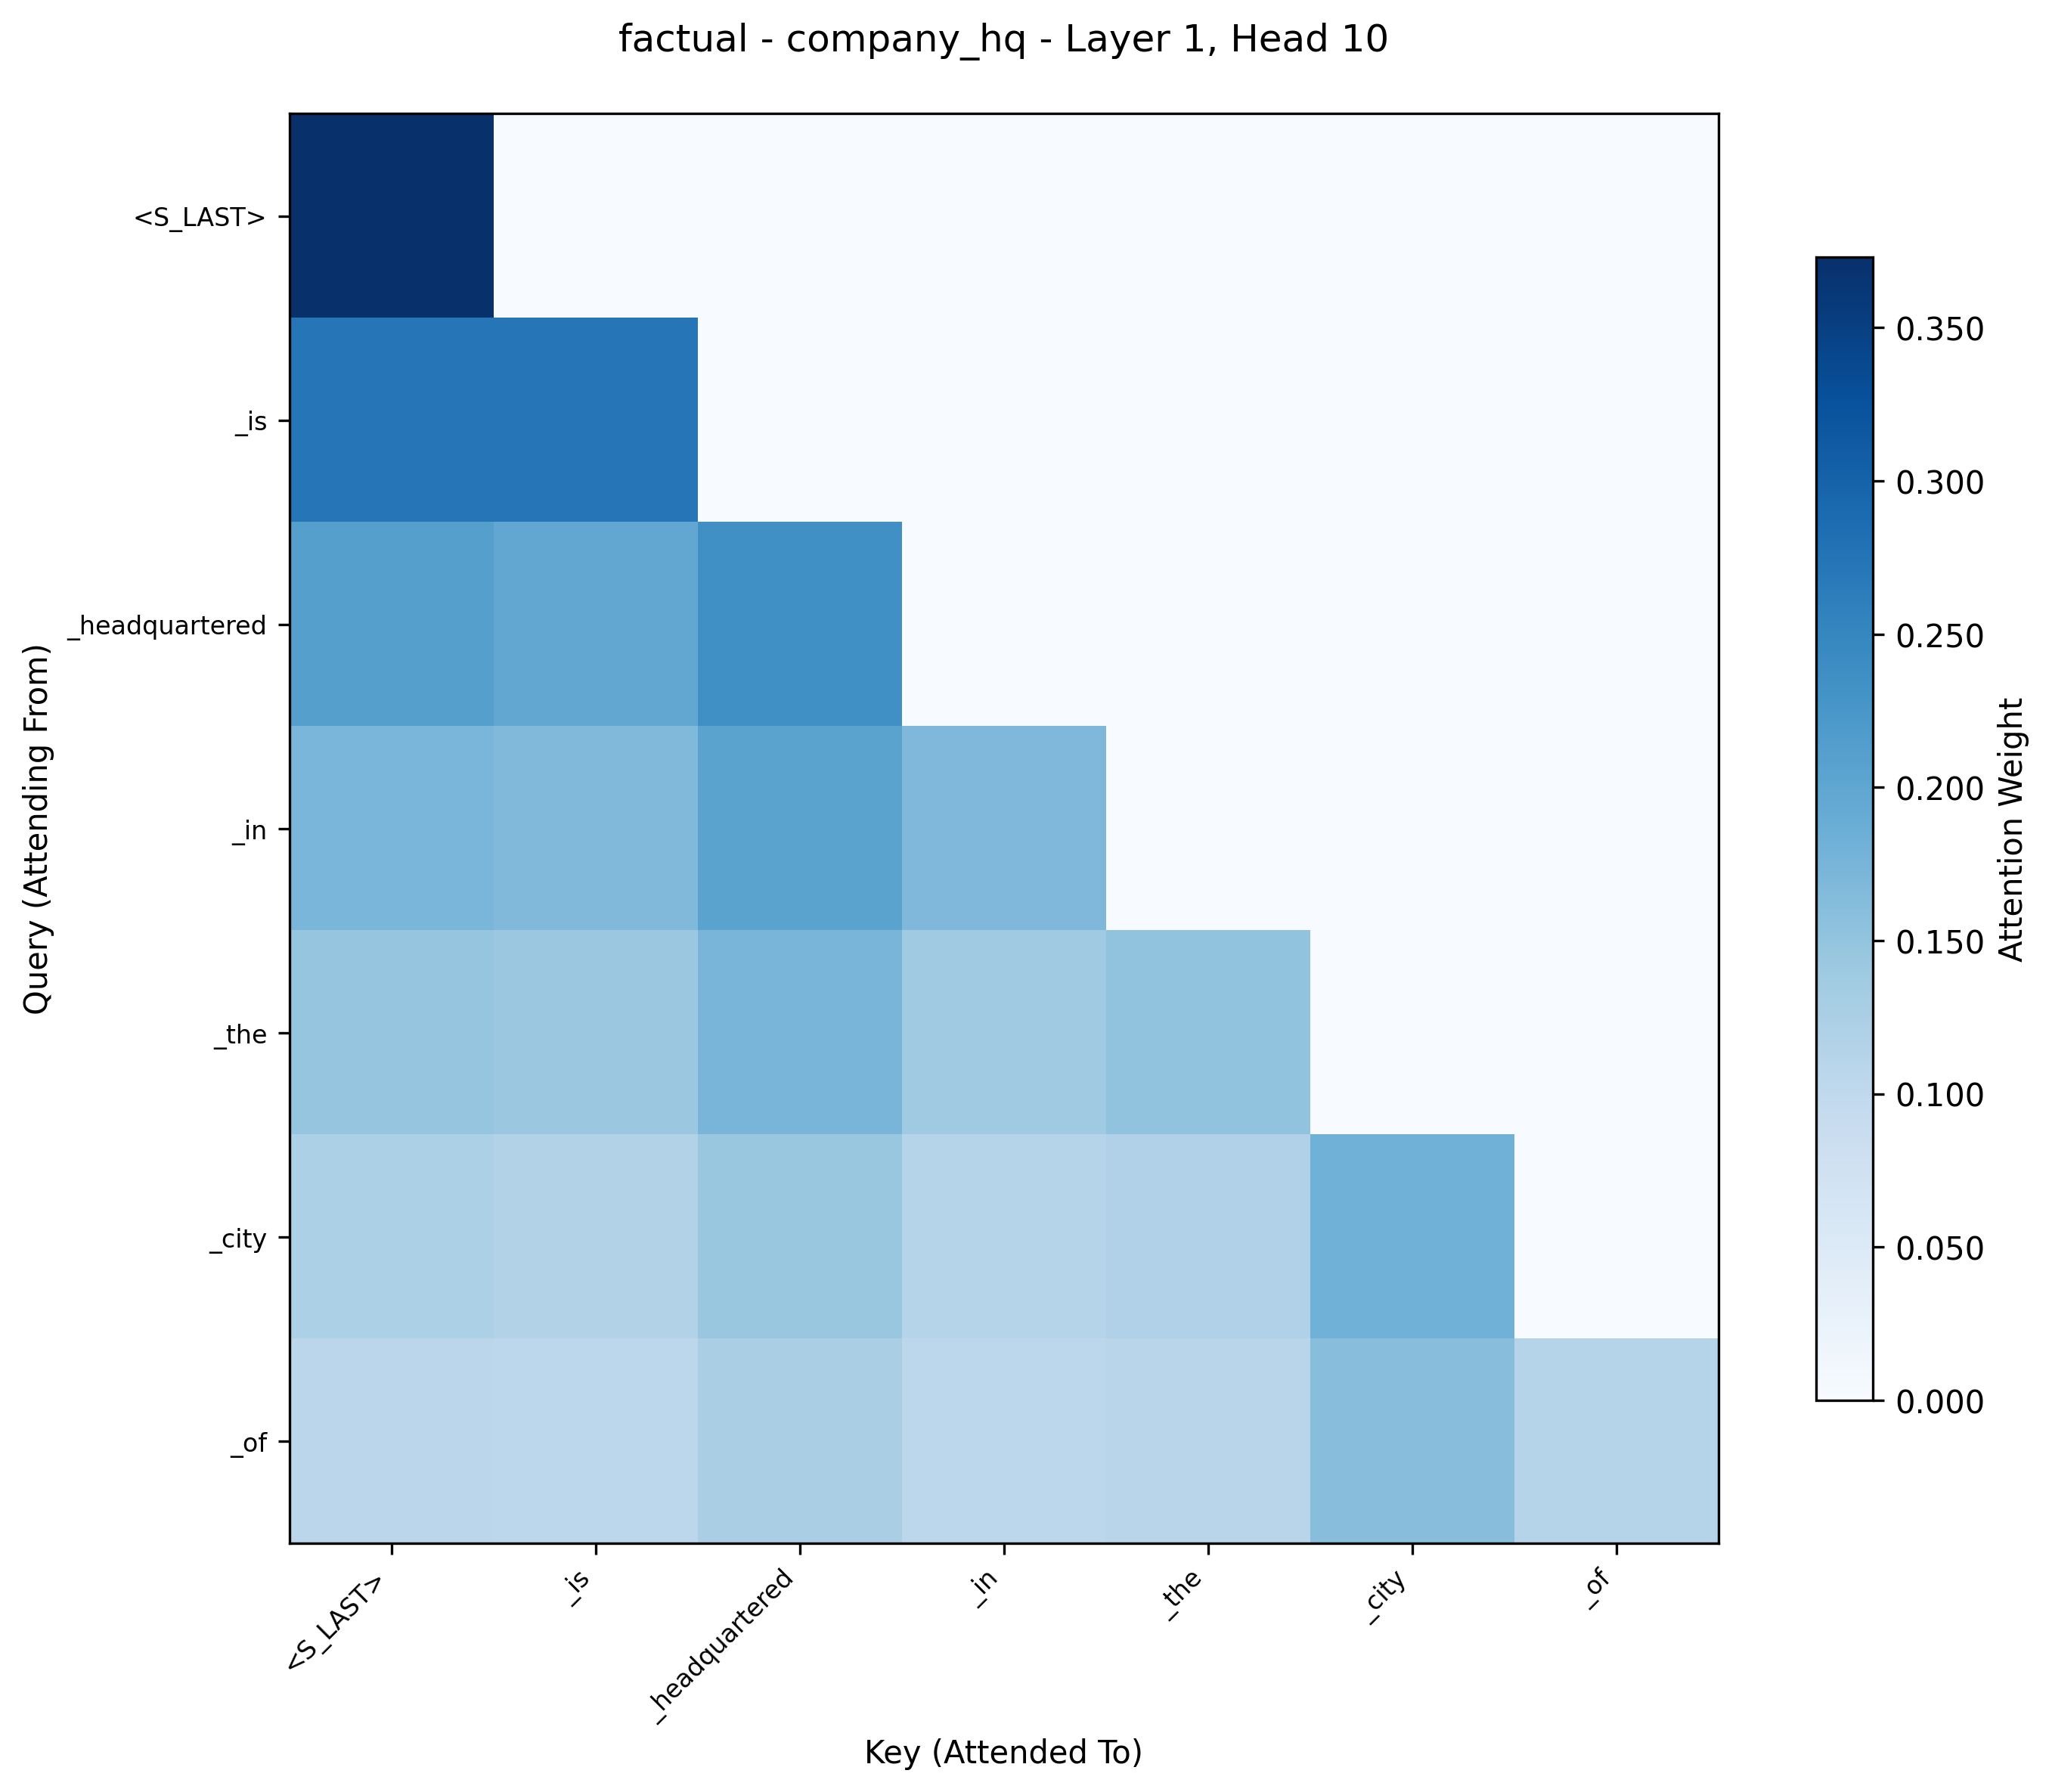 factual - company_hq - Layer 1, Head 10
Query (Attending From)
<S_LAST>
_is
_headquartered
_in
_the
_city
_of
<S_LAST>
_is
_headquartered
_in
_the
_city
_of
Key (Attended To)
0.350
0.300
0.250
0.200
0.150
0.100
0.050
0.000
Attention Weight